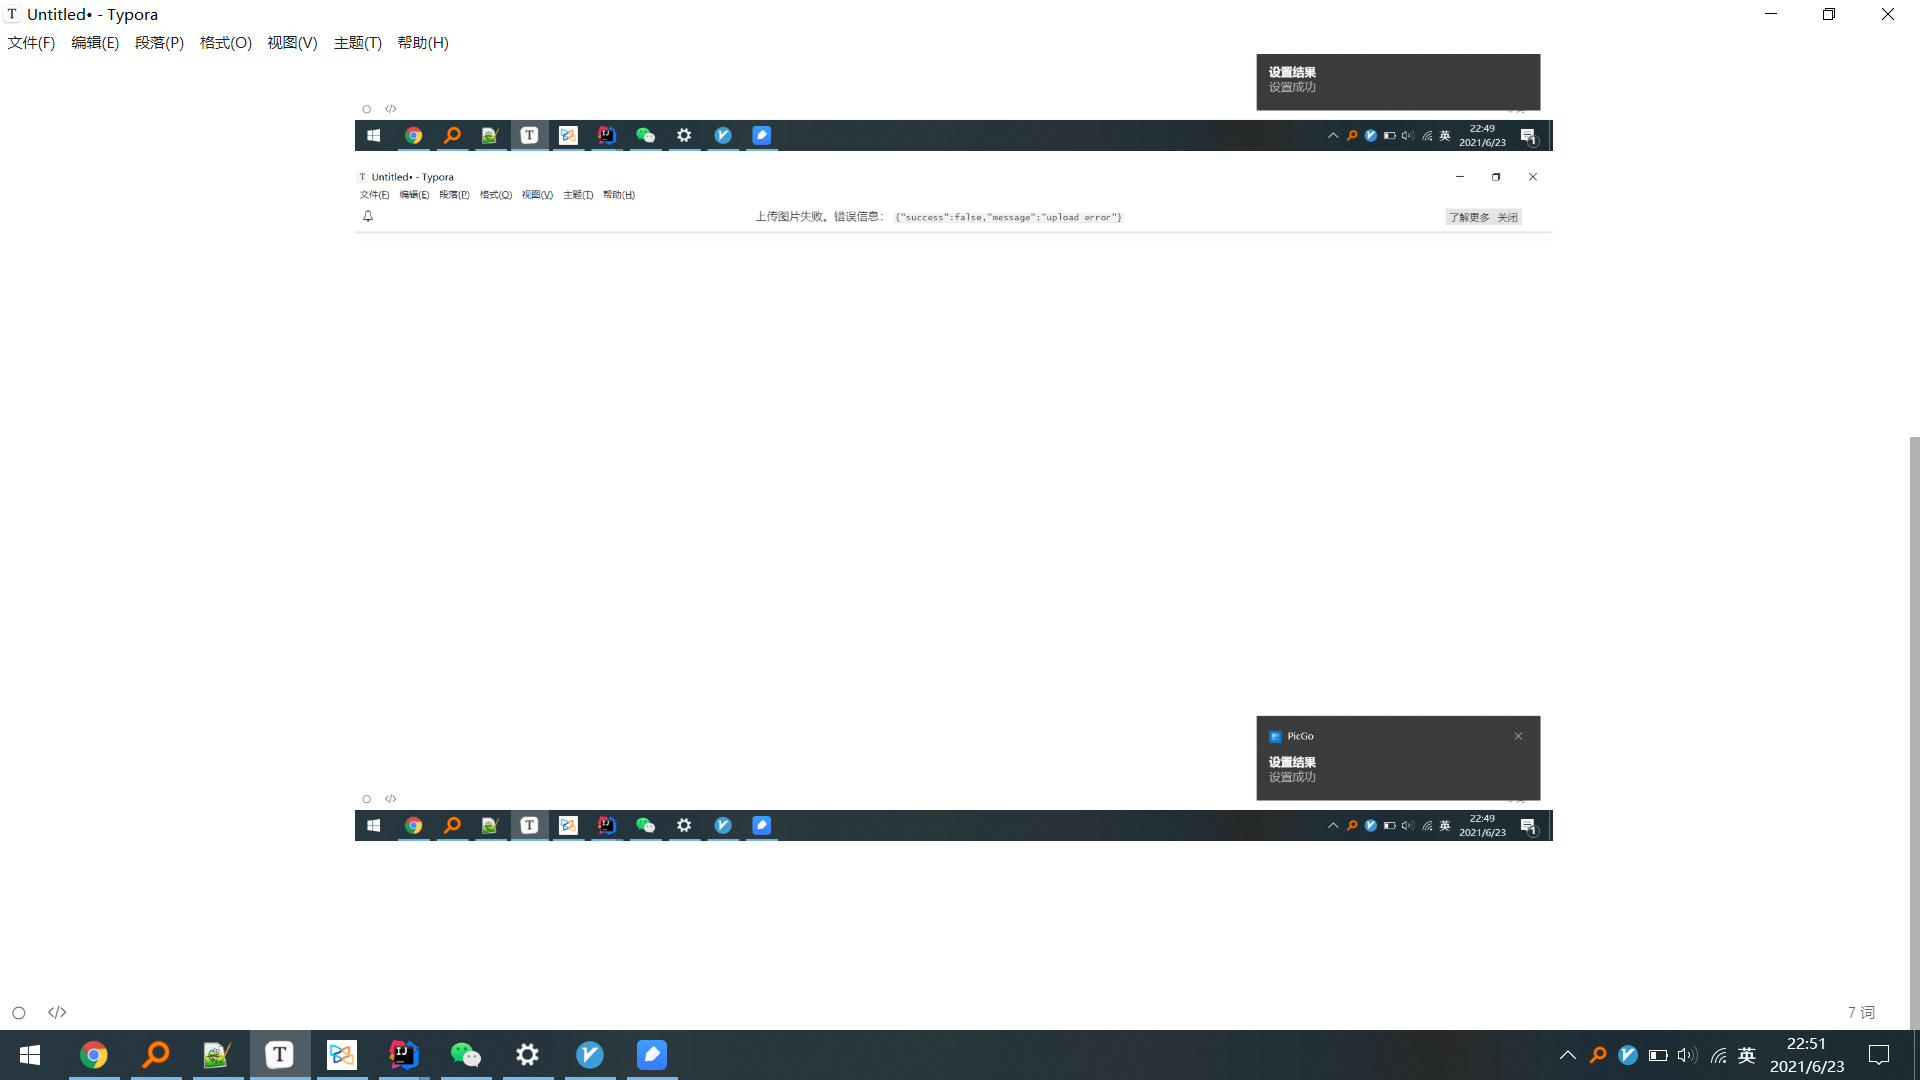 Untitled• - Typora
文件(F) 编辑(E) 段落(P) 格式(O) 视图(V) 主题(T) 帮助(H)
设置结果
设置成功
22:49
英
2021/6/23
1
Untitled• - Typora
文件(F) 编辑(E) 段落(P) 格式(O) 视图(V) 主题(T) 帮助(H)
上传图片失败。错误信息： {"success":false,"message":"upload error"}
了解更多 关闭
PicGo
设置结果
设置成功
22:49
英
2021/6/23
1
7 词
22:51
英
2021/6/23